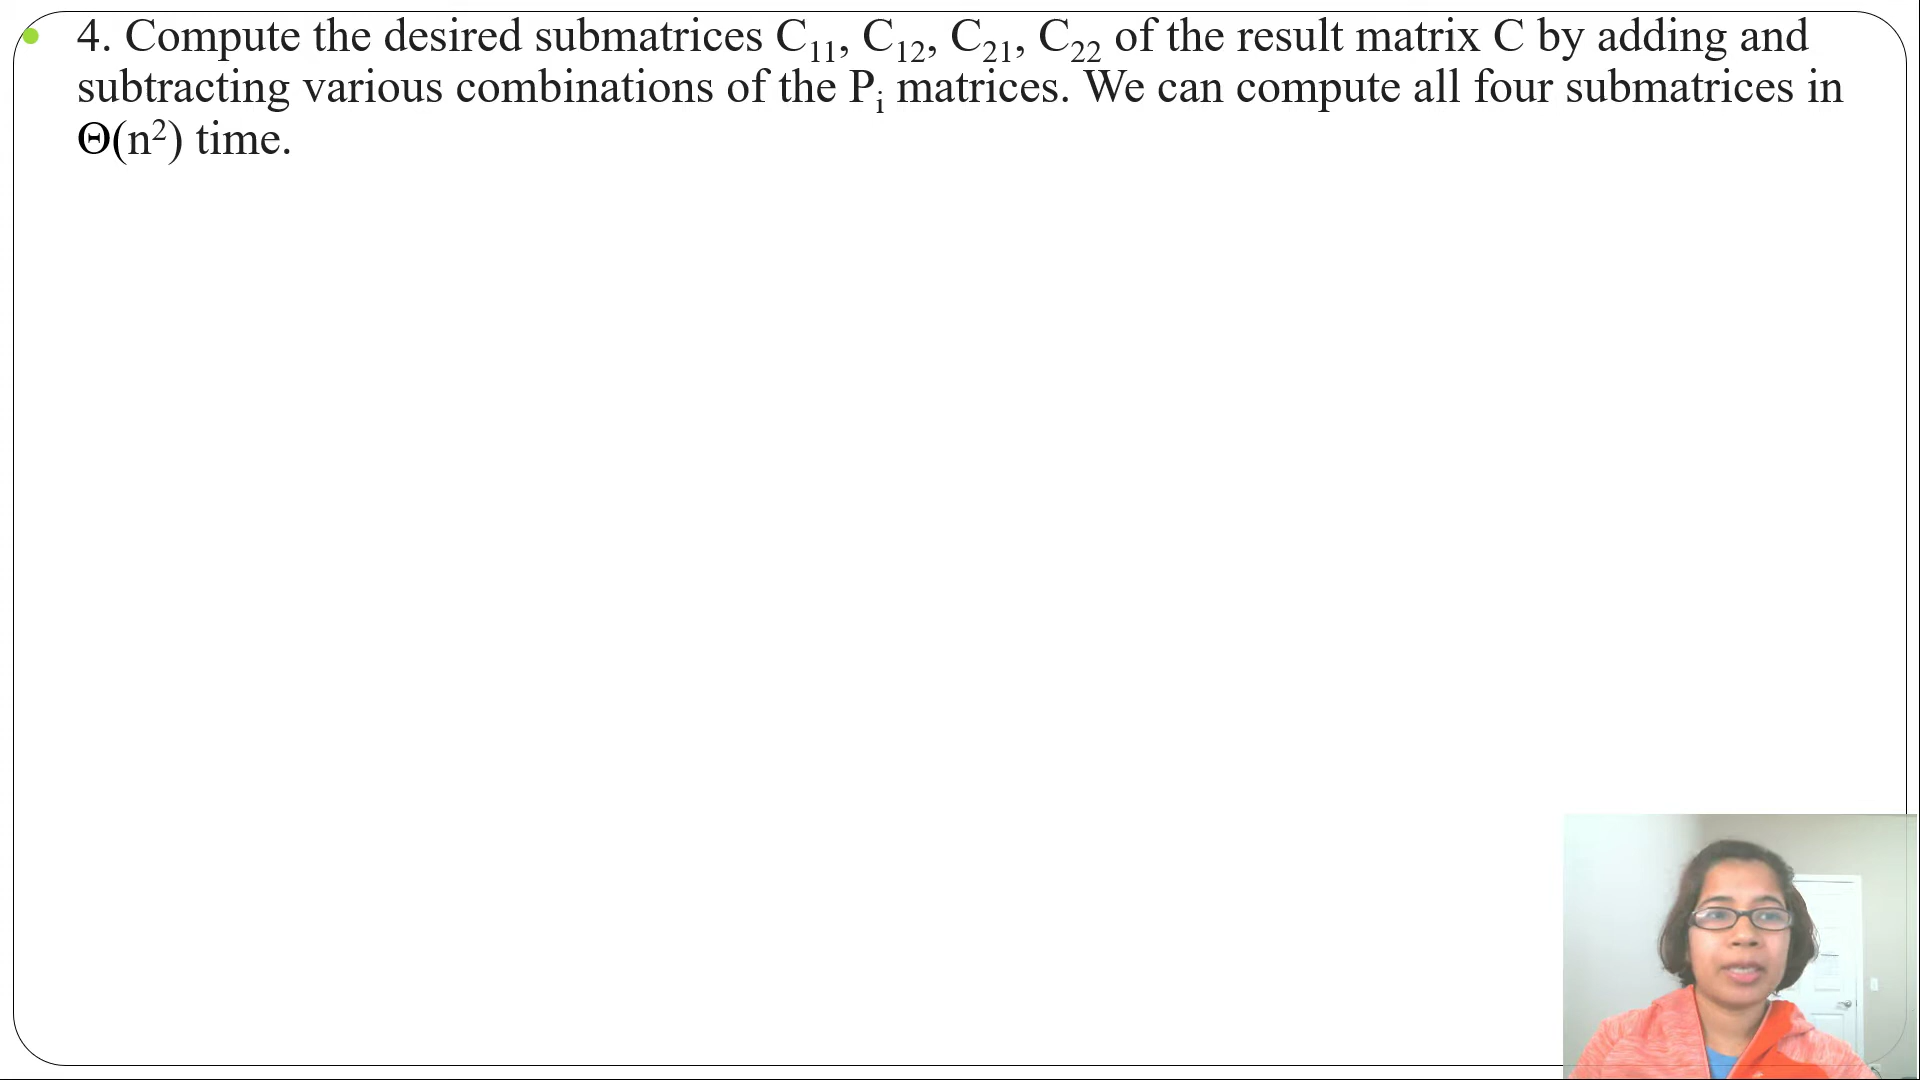 4. Compute the desired submatrices C₁₁, C₁₂, C₂₁, C₂₂ of the result matrix C by adding and
subtracting various combinations of the Pᵢ matrices. We can compute all four submatrices in
Θ(n²) time.